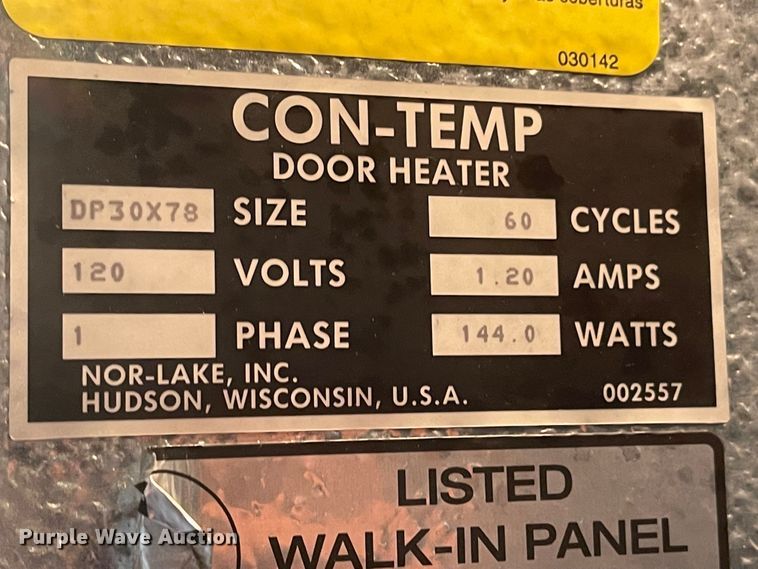 coberturas
030142
CON-TEMP
DOOR HEATER
DP30X78 SIZE 60 CYCLES
120 VOLTS 1.20 AMPS
1 PHASE 144.0 WATTS
NOR-LAKE, INC.
HUDSON, WISCONSIN, U.S.A. 002557
LISTED
WALK-IN PANEL
Purple Wave Auction